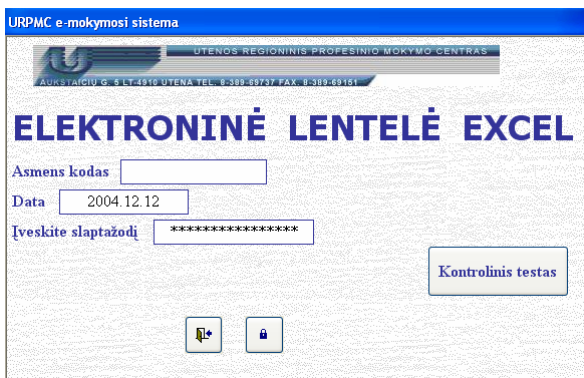 URPMC e-mokymosi sistema
UTENOS REGIONINIS PROFESINIO MOKYMO CENTRAS
U
AUKŠTAIČIŲ G. 5 LT-4910 UTENA TEL. 8-389-69737 FAX. 8-389-69151
ELEKTRONINĖ LENTELĖ EXCEL
Asmens kodas
Data 2004.12.12
Įveskite slaptažodį ****************
Kontrolinis testas